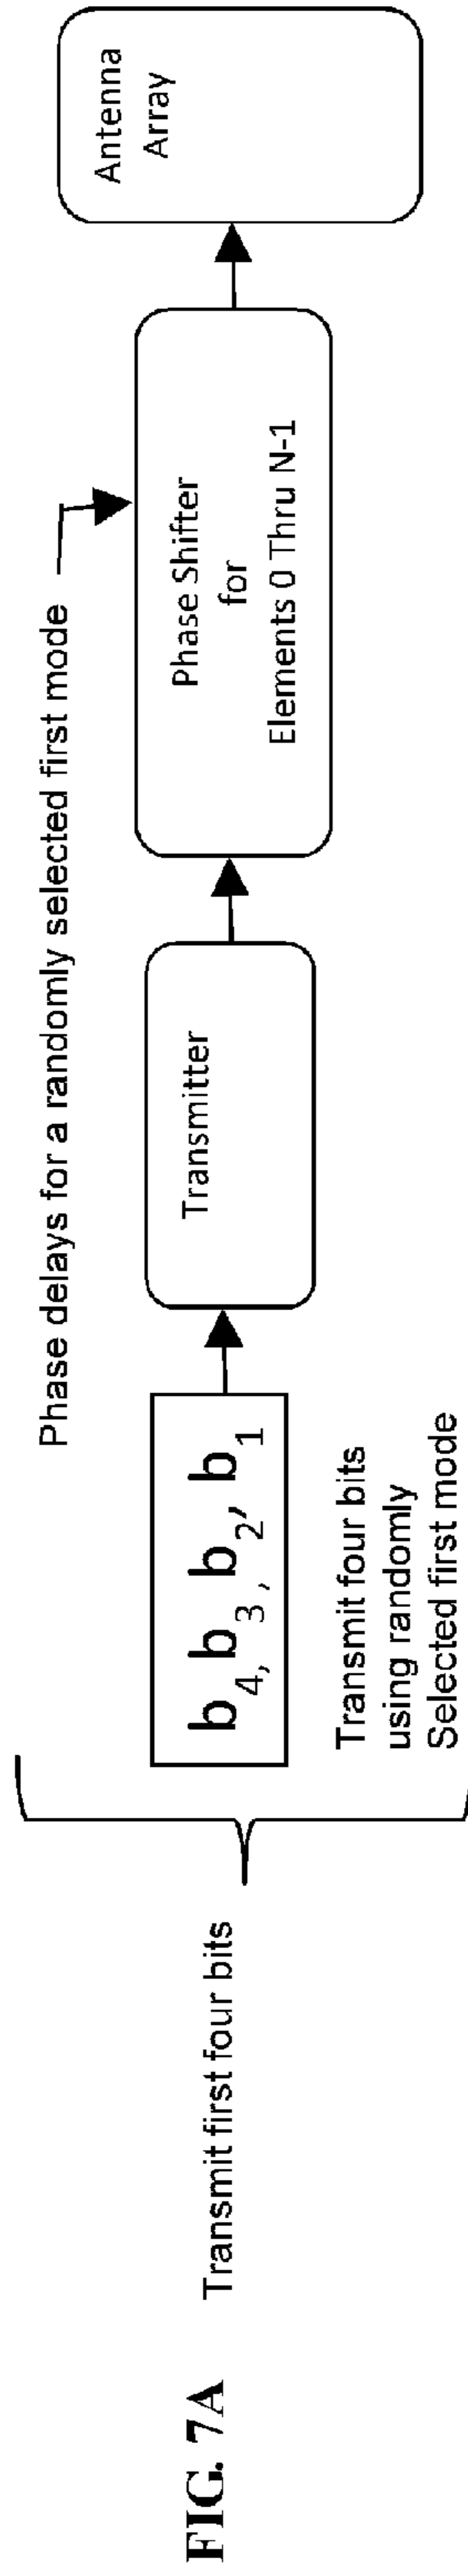 FIG. 7A
Transmit first four bits
b4, b3, b2, b1
Transmit four bits
using randomly
Selected first mode
Transmitter
Phase delays for a randomly selected first mode
Phase Shifter
for
Elements 0 Thru N-1
Antenna
Array